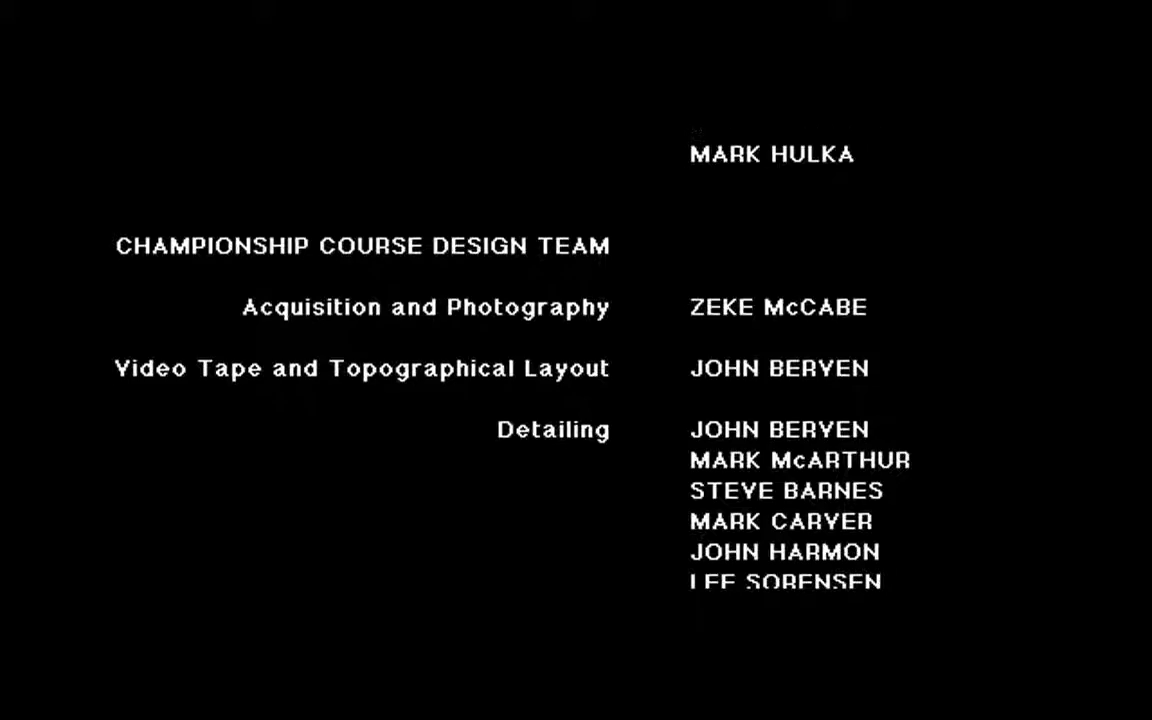 MARK HULKA
CHAMPIONSHIP COURSE DESIGN TEAM
Acquisition and Photography ZEKE McCABE
Video Tape and Topographical Layout JOHN BERVEN
Detailing JOHN BERVEN
MARK McARTHUR
STEVE BARNES
MARK CARVER
JOHN HARMON
LEE SORENSEN